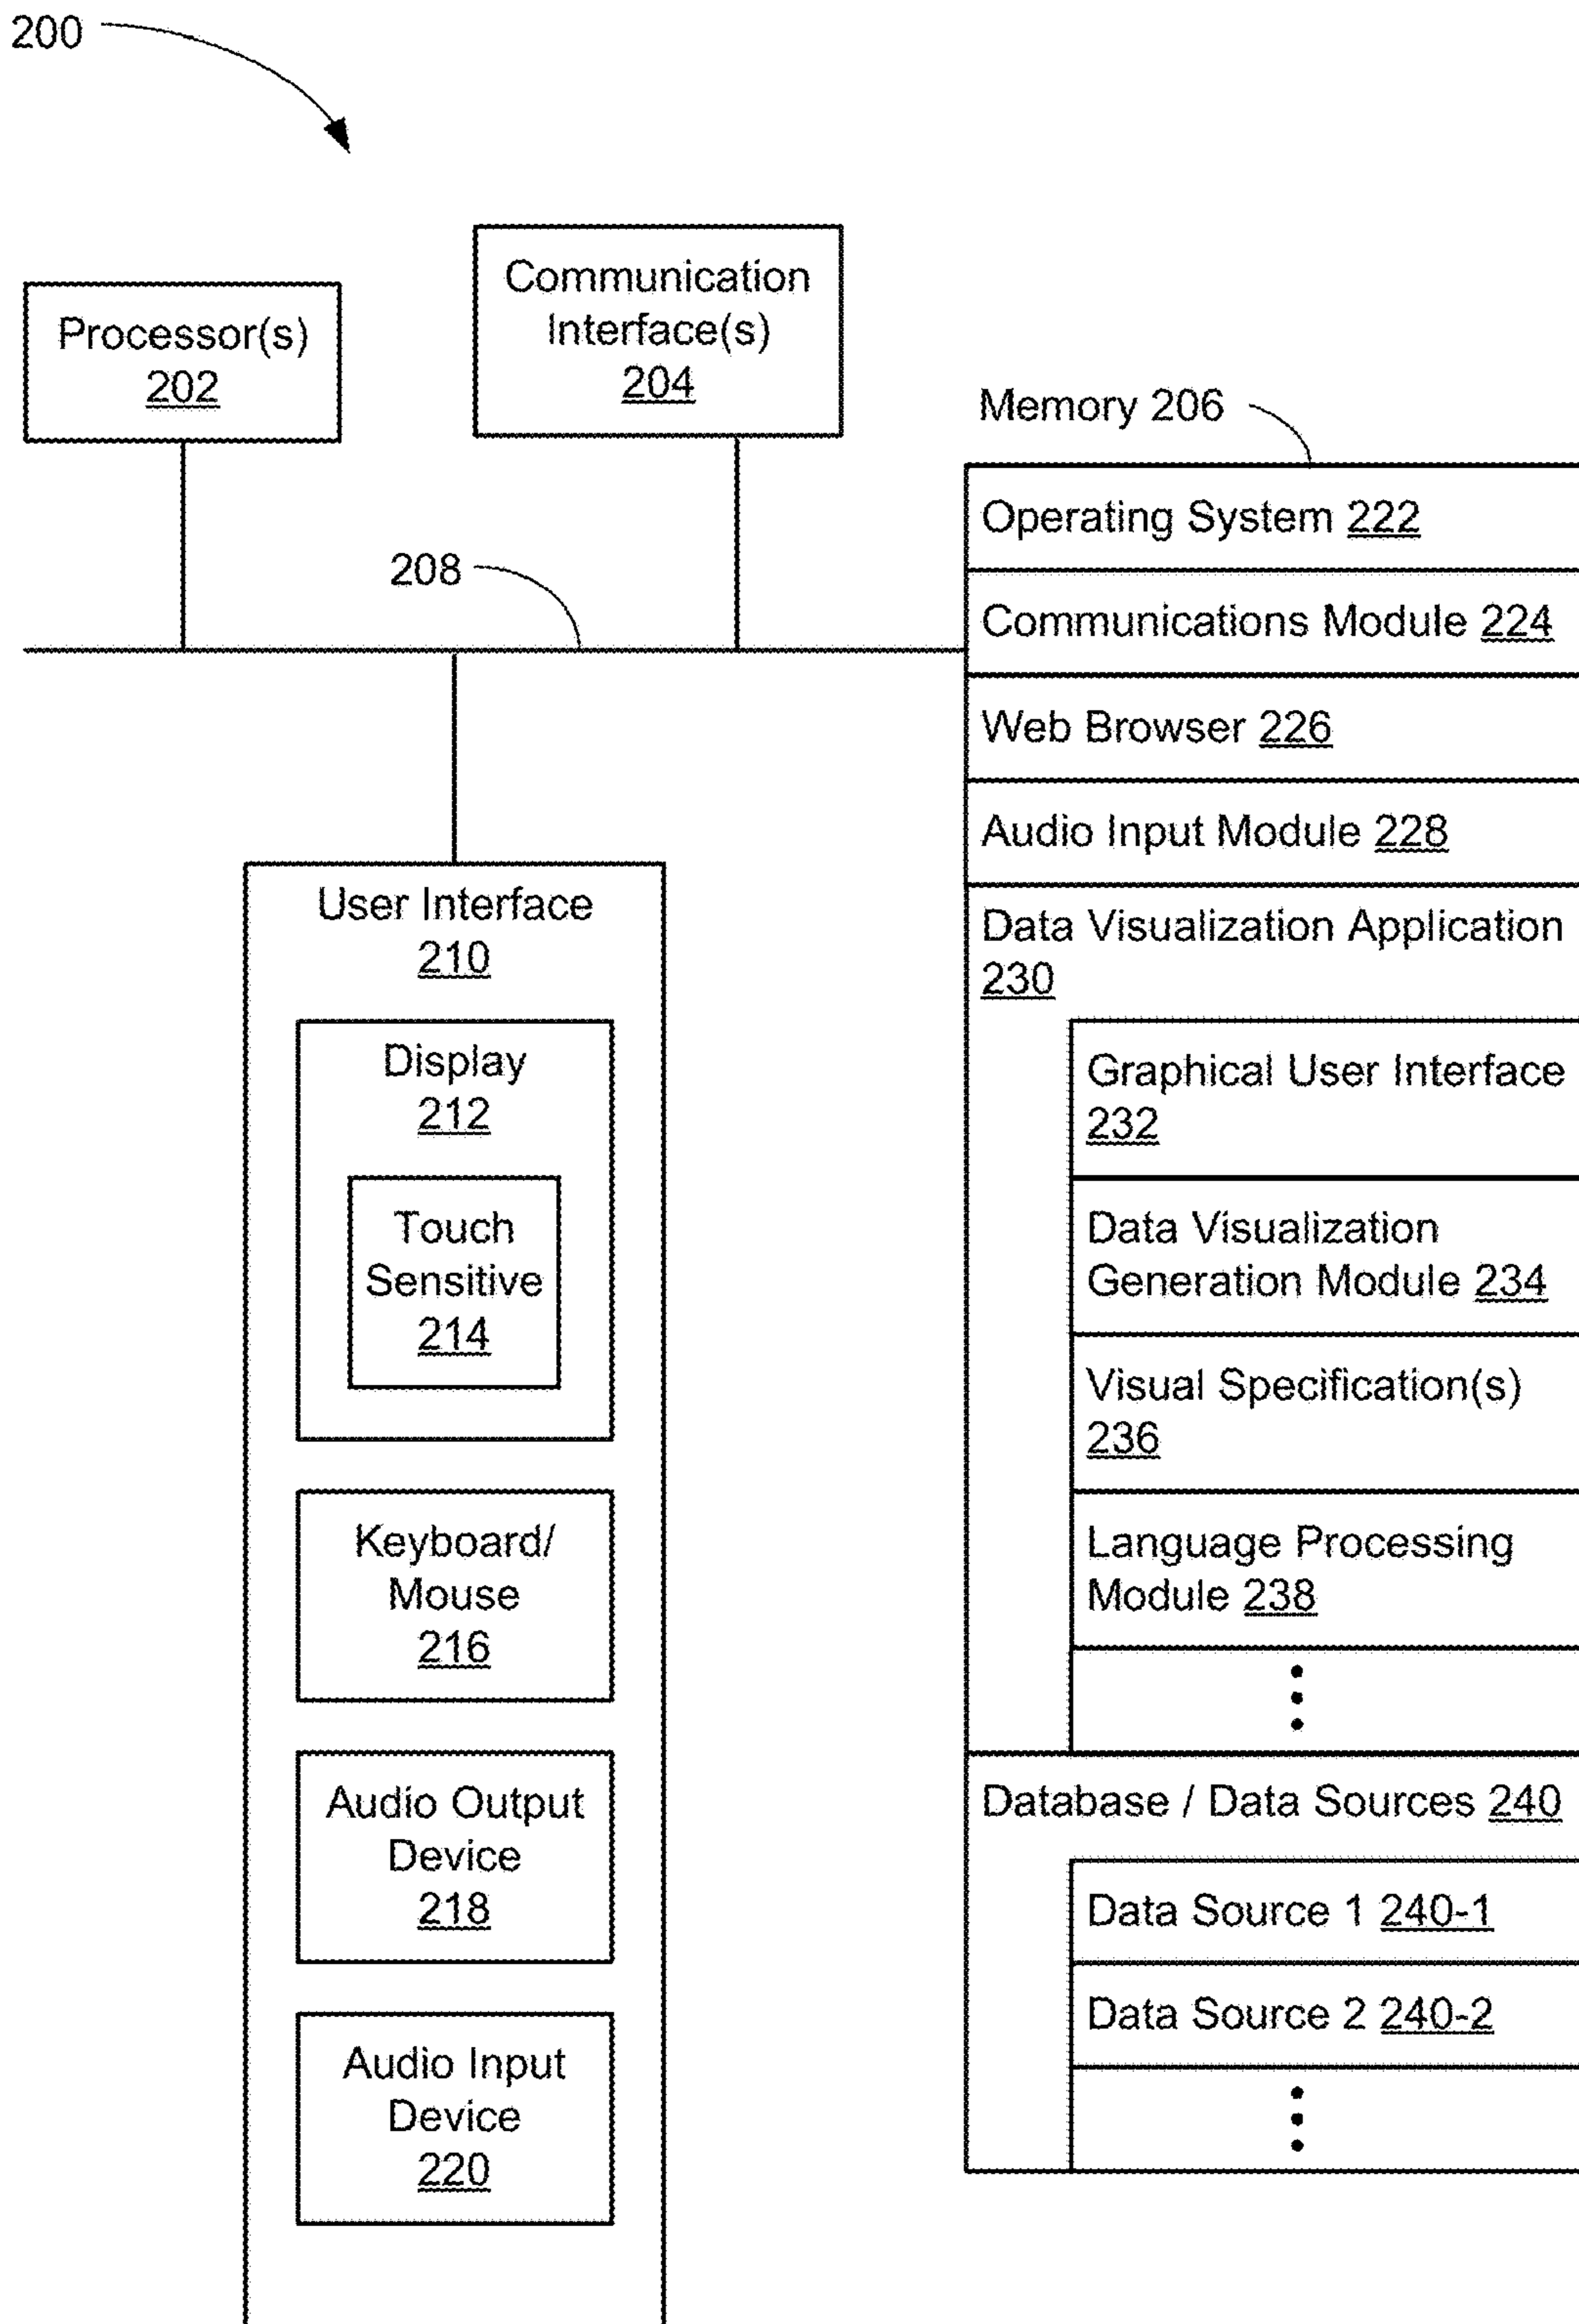 200
Processor(s)
202
Communication
Interface(s)
204
208
Memory 206
Operating System 222
Communications Module 224
Web Browser 226
Audio Input Module 228
Data Visualization Application
230
Graphical User Interface
232
Data Visualization
Generation Module 234
Visual Specification(s)
236
Language Processing
Module 238
Database / Data Sources 240
Data Source 1 240-1
Data Source 2 240-2
User Interface
210
Display
212
Touch
Sensitive
214
Keyboard/
Mouse
216
Audio Output
Device
218
Audio Input
Device
220